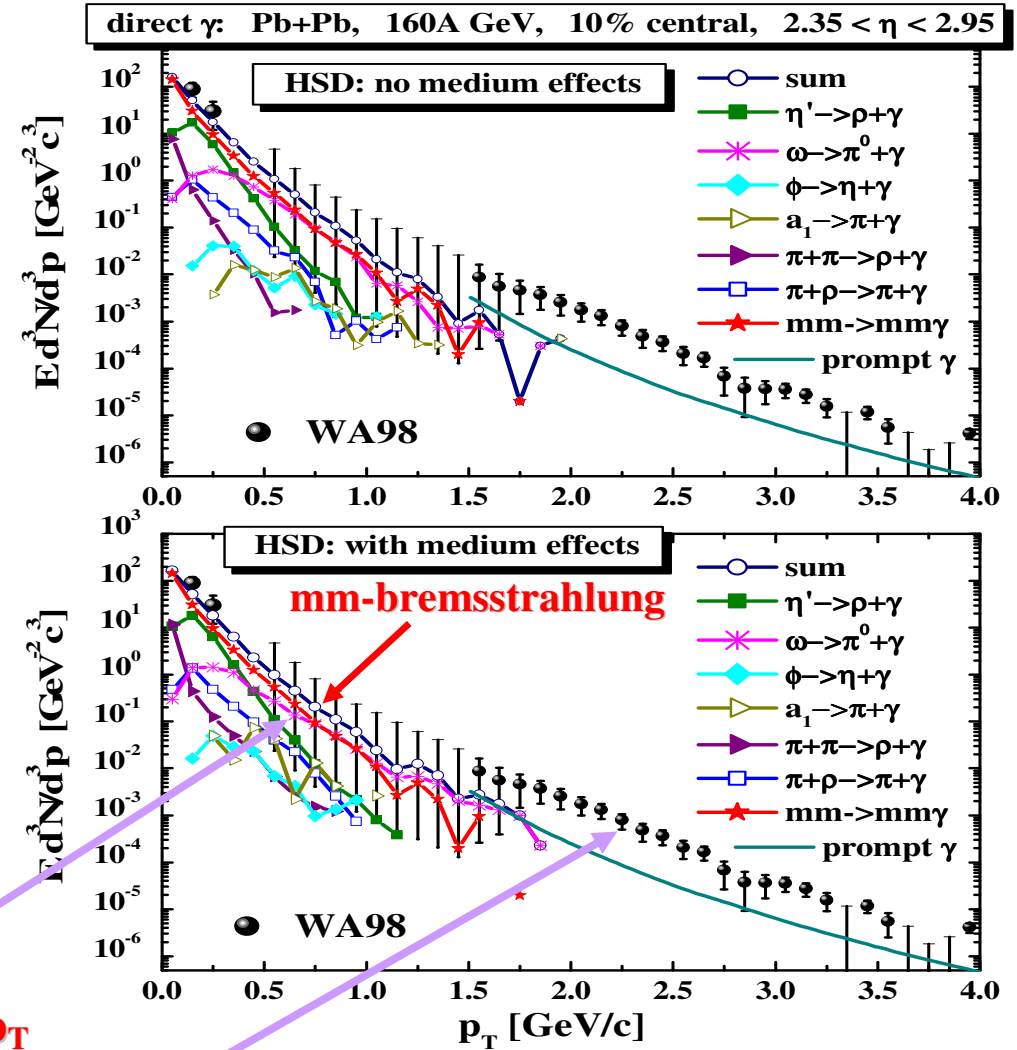 direct γ: Pb+Pb, 160A GeV, 10% central, 2.35 < η < 2.95
HSD: no medium effects
10² 10¹ 10⁰ 10⁻¹ 10⁻² 10⁻³ 10⁻⁴ 10⁻⁵ 10⁻⁶
Ed³N/d³p [GeV⁻²c³]
sum
η'–>ρ+γ
ω–>π⁰+γ
ϕ–>η+γ
a₁–>π+γ
π+π–>ρ+γ
π+ρ–>π+γ
mm->mmγ
prompt γ
WA98
0.0 0.5 1.0 1.5 2.0 2.5 3.0 3.5 4.0
HSD: with medium effects
mm-bremsstrahlung
10³ 10² 10¹ 10⁰ 10⁻¹ 10⁻² 10⁻³ 10⁻⁴ 10⁻⁵ 10⁻⁶
Ed³N/d³p [GeV⁻²c³]
sum
η'–>ρ+γ
ω–>π⁰+γ
ϕ–>η+γ
a₁–>π+γ
π+π–>ρ+γ
π+ρ–>π+γ
mm->mmγ
prompt γ
WA98
0.0 0.5 1.0 1.5 2.0 2.5 3.0 3.5 4.0
p_T [GeV/c]
p_T